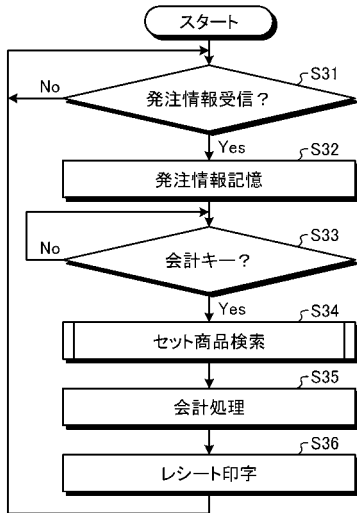 スタート
S31
発注情報受信?
No
Yes
S32
発注情報記憶
S33
会計キー?
No
Yes
S34
セット商品検索
S35
会計処理
S36
レシート印字